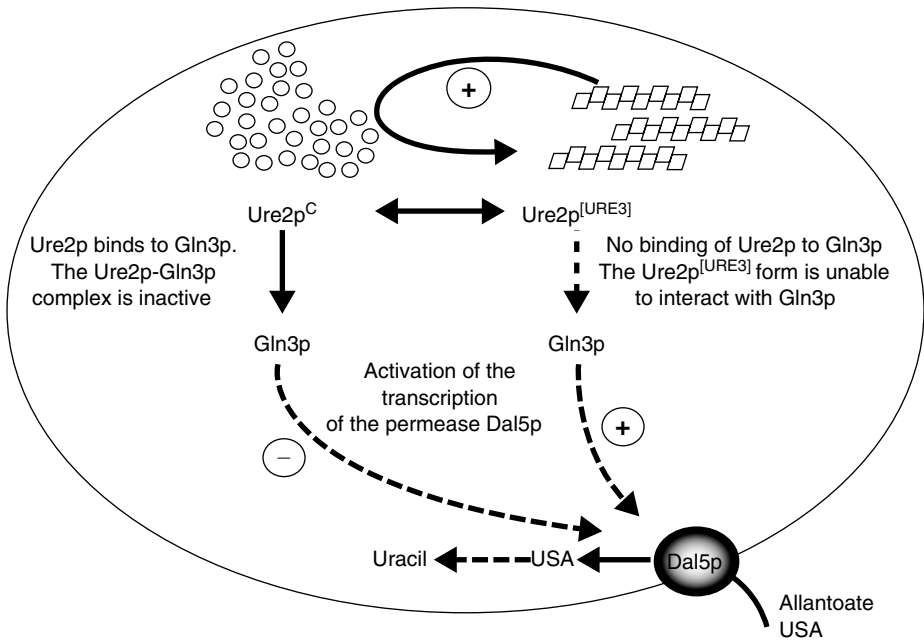 +
Ure2p^C
Ure2p^[URE3]
Ure2p binds to Gln3p.
The Ure2p-Gln3p
complex is inactive
No binding of Ure2p to Gln3p
The Ure2p^[URE3] form is unable
to interact with Gln3p
Gln3p
Gln3p
Activation of the
transcription
of the permease Dal5p
−
+
Uracil
USA
Dal5p
Allantoate
USA